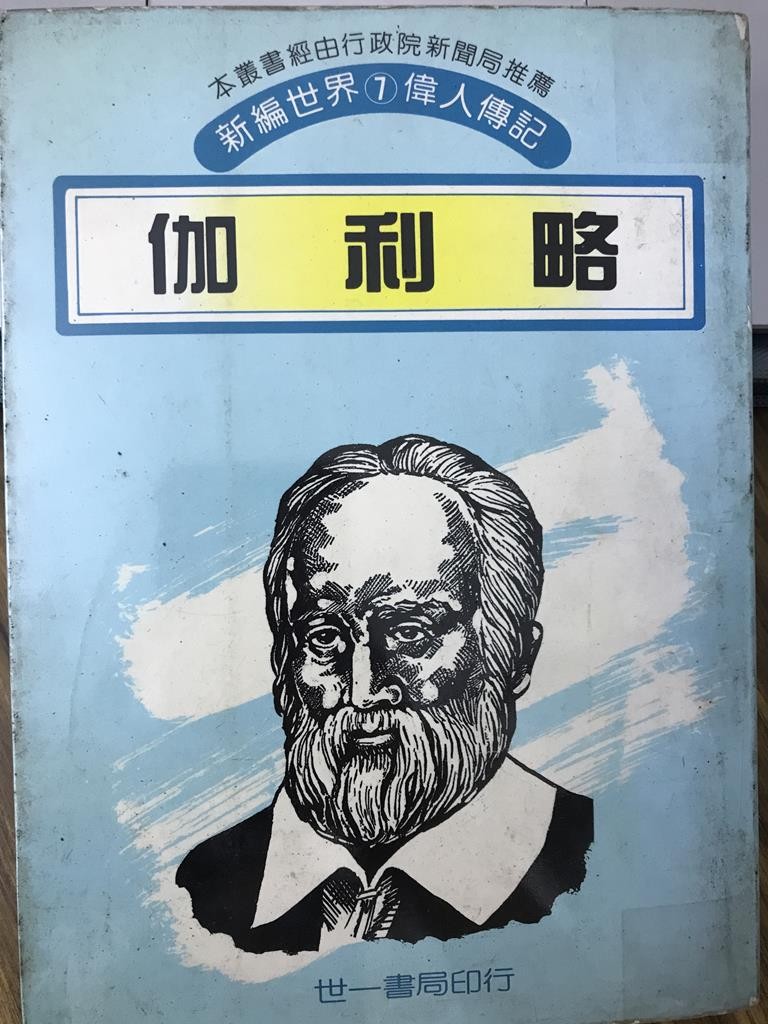 本叢書經由行政院新聞局推薦
新編世界⑦偉人傳記
伽利略
世一書局印行